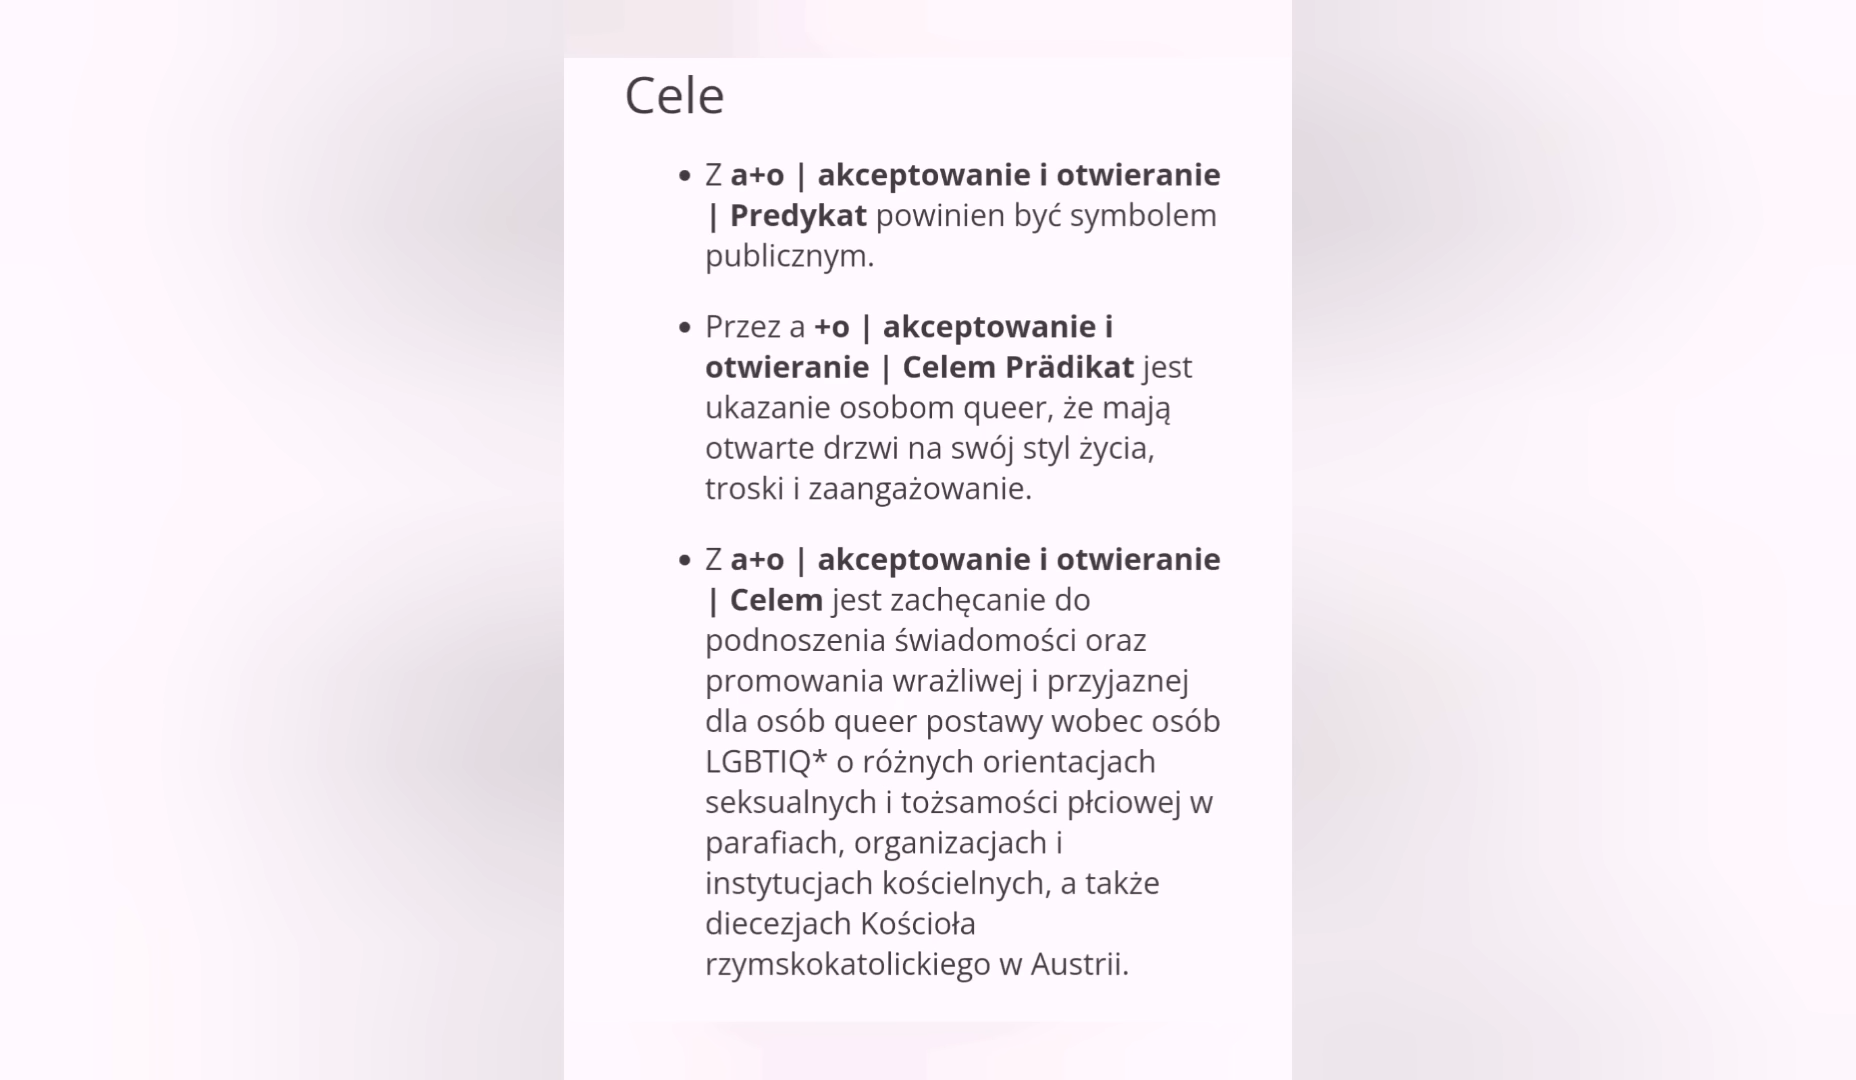 Cele
• Z a+o | akceptowanie i otwieranie
| Predykat powinien być symbolem
publicznym.
• Przez a +o | akceptowanie i
otwieranie | Celem Prädikat jest
ukazanie osobom queer, że mają
otwarte drzwi na swój styl życia,
troski i zaangażowanie.
• Z a+o | akceptowanie i otwieranie
| Celem jest zachęcanie do
podnoszenia świadomości oraz
promowania wrażliwej i przyjaznej
dla osób queer postawy wobec osób
LGBTIQ* o różnych orientacjach
seksualnych i tożsamości płciowej w
parafiach, organizacjach i
instytucjach kościelnych, a także
diecezjach Kościoła
rzymskokatolickiego w Austrii.